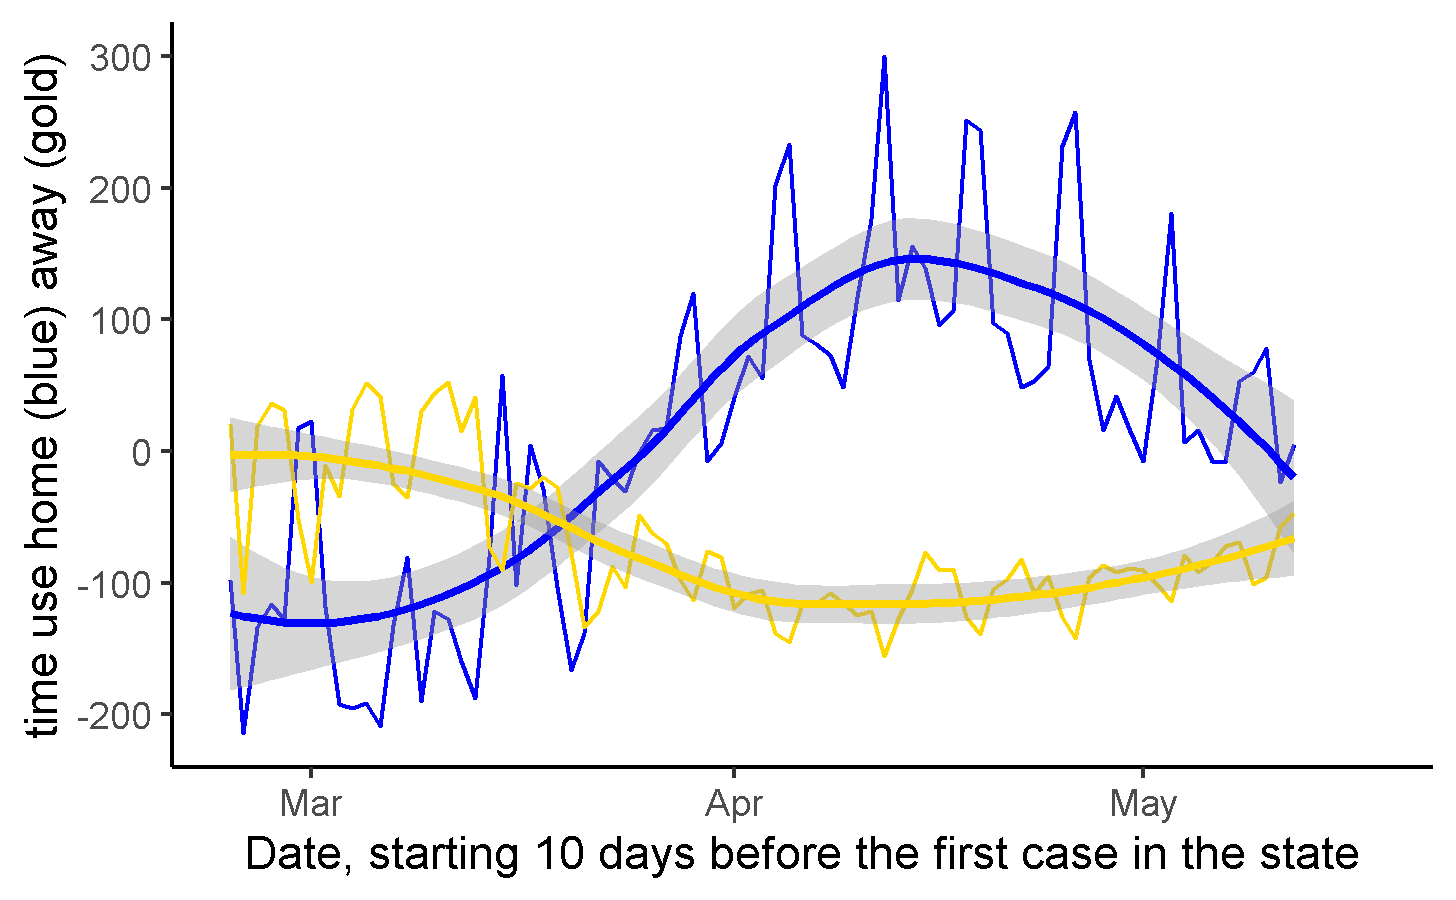 time use home (blue) away (gold)
300
200
100
0
-100
-200
Mar
Apr
May
Date, starting 10 days before the first case in the state